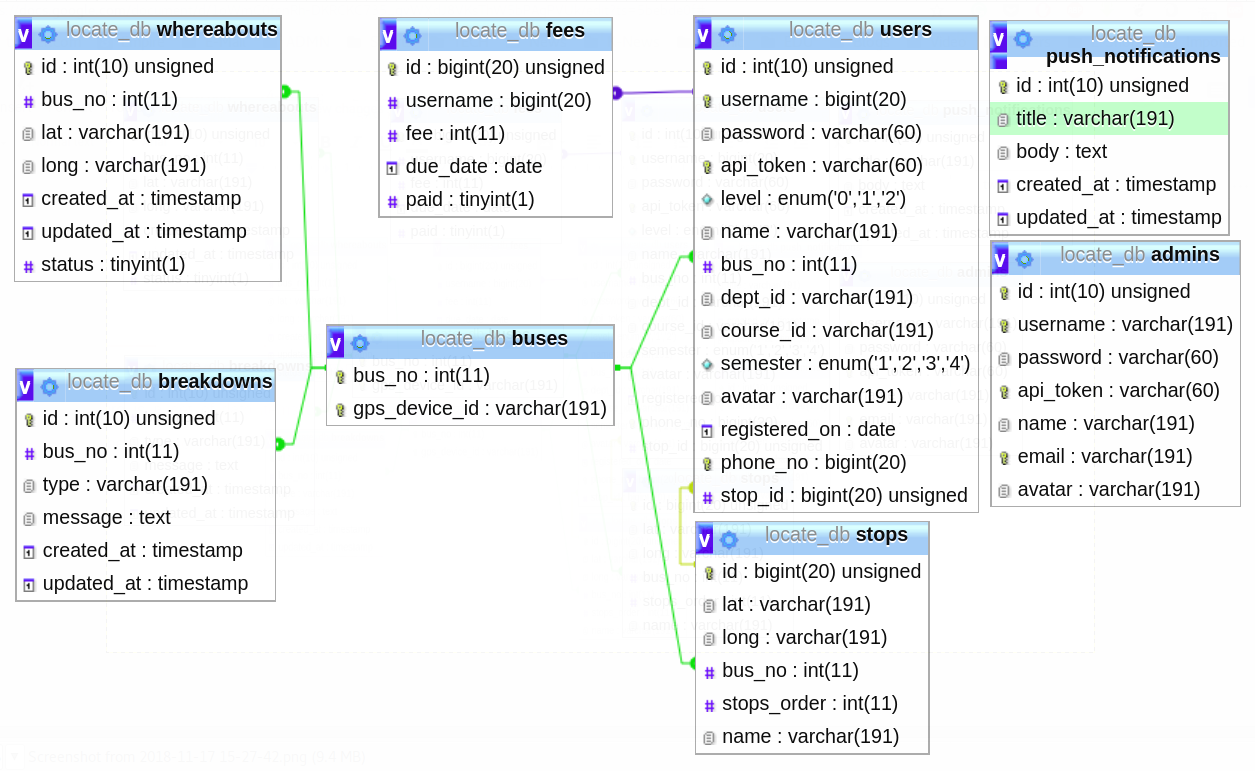 locate_db whereabouts
id : int(10) unsigned
bus_no : int(11)
lat : varchar(191)
long : varchar(191)
created_at : timestamp
updated_at : timestamp
status : tinyint(1)
locate_db fees
id : bigint(20) unsigned
username : bigint(20)
fee : int(11)
due_date : date
paid : tinyint(1)
locate_db users
id : int(10) unsigned
username : bigint(20)
password : varchar(60)
api_token : varchar(60)
level : enum('0','1','2')
name : varchar(191)
bus_no : int(11)
dept_id : varchar(191)
course_id : varchar(191)
semester : enum('1','2','3','4')
avatar : varchar(191)
registered_on : date
phone_no : bigint(20)
stop_id : bigint(20) unsigned
locate_db
push_notifications
id : int(10) unsigned
title : varchar(191)
body : text
created_at : timestamp
updated_at : timestamp
locate_db admins
id : int(10) unsigned
username : varchar(191)
password : varchar(60)
api_token : varchar(60)
name : varchar(191)
email : varchar(191)
avatar : varchar(191)
locate_db buses
bus_no : int(11)
gps_device_id : varchar(191)
locate_db breakdowns
id : int(10) unsigned
bus_no : int(11)
type : varchar(191)
message : text
created_at : timestamp
updated_at : timestamp
locate_db stops
id : bigint(20) unsigned
lat : varchar(191)
long : varchar(191)
bus_no : int(11)
stops_order : int(11)
name : varchar(191)